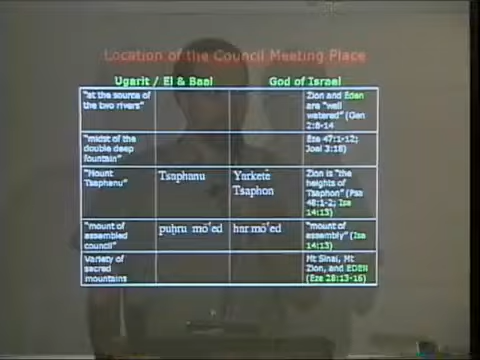 Location of the Council Meeting Place
Ugarit / El & Baal God of Israel
"at the source of the two rivers" Zion and Eden are "well watered" (Gen 2:8-14
"midst of the double deep fountain" Eze 47:1-12; Joel 3:18)
"Mount Tsaphanu" Tsaphanu Yarketê Tsaphon Zion is "the heights of Tsaphon" (Psa 48:1-2; Isa 14:13)
"mount of assembled council" puḫru mô'ed har mô'ed "mount of assembly" (Isa 14:13)
Variety of sacred mountains Mt Sinai, Mt Zion, and EDEN (Eze 28:13-16)